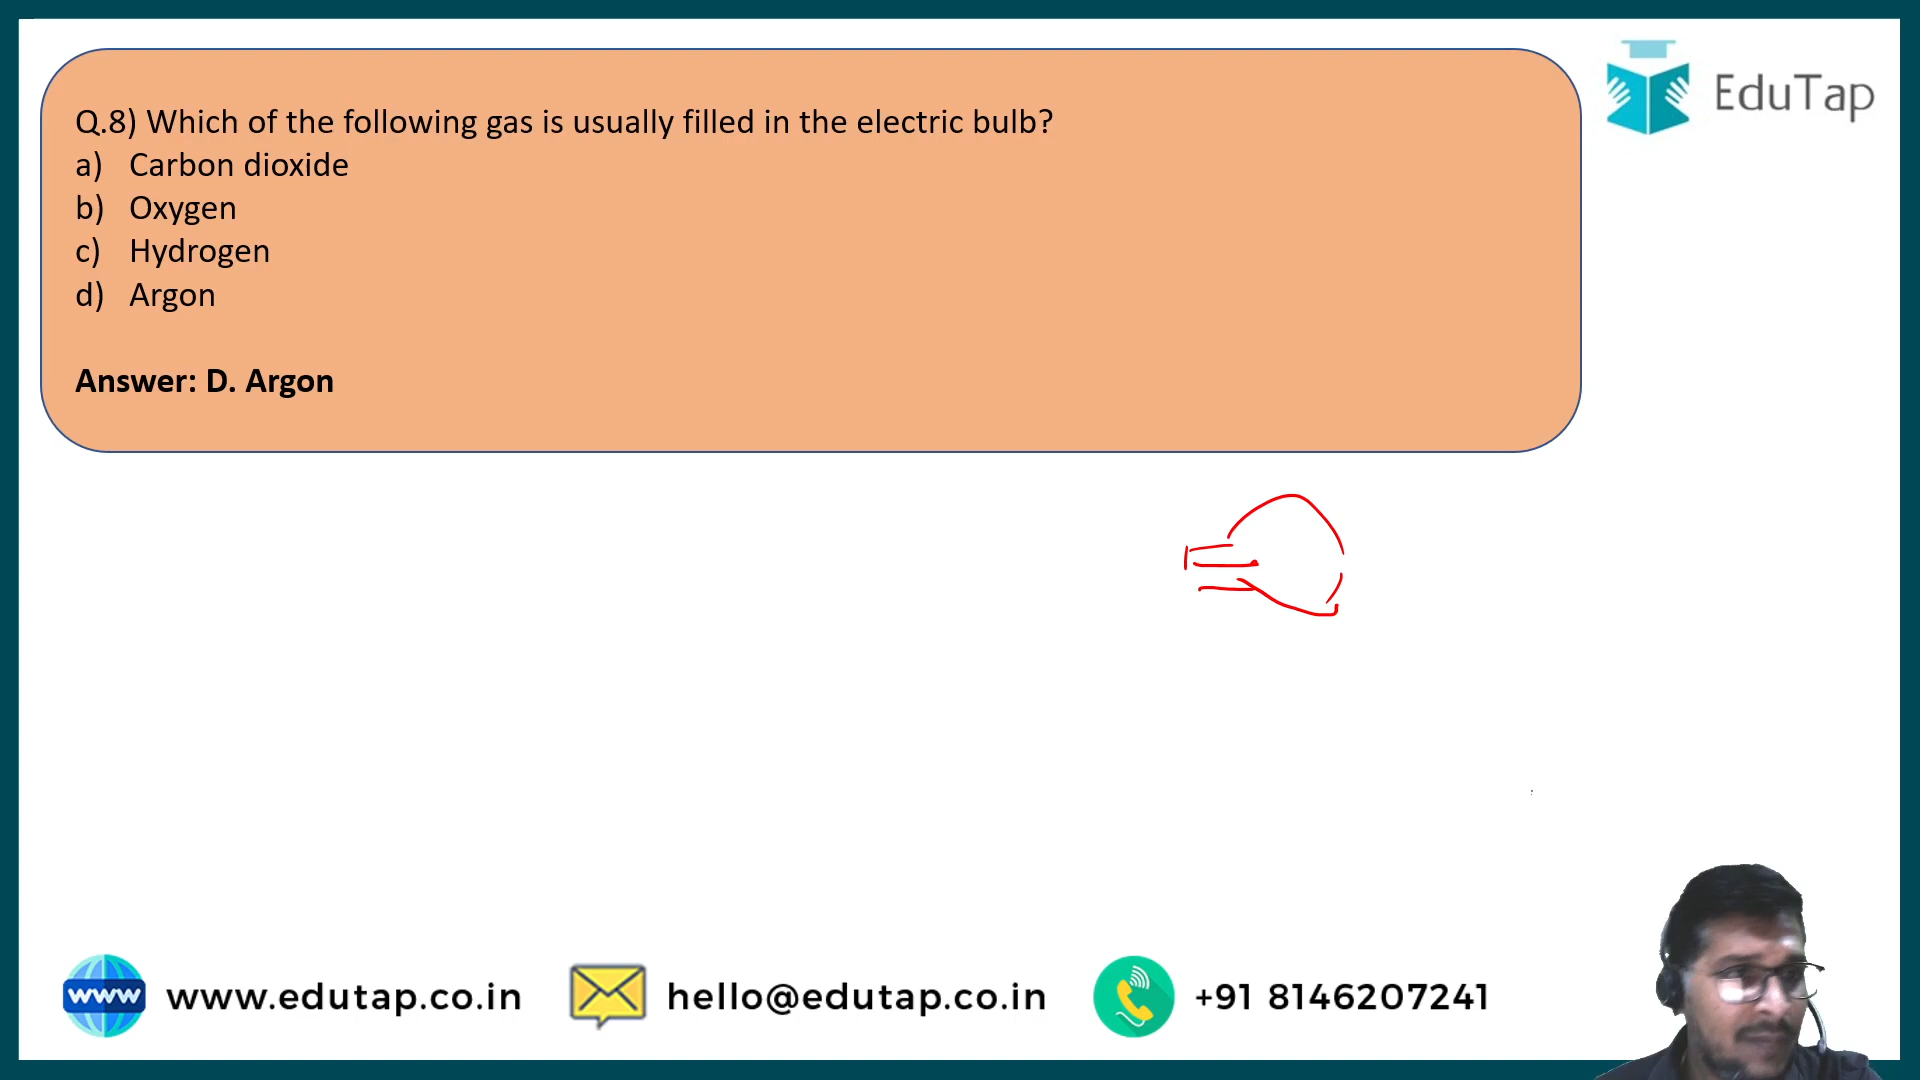 Q.8) Which of the following gas is usually filled in the electric bulb?
a) Carbon dioxide
b) Oxygen
c) Hydrogen
d) Argon
Answer: D. Argon
EduTap
www
www.edutap.co.in
hello@edutap.co.in
+91 8146207241